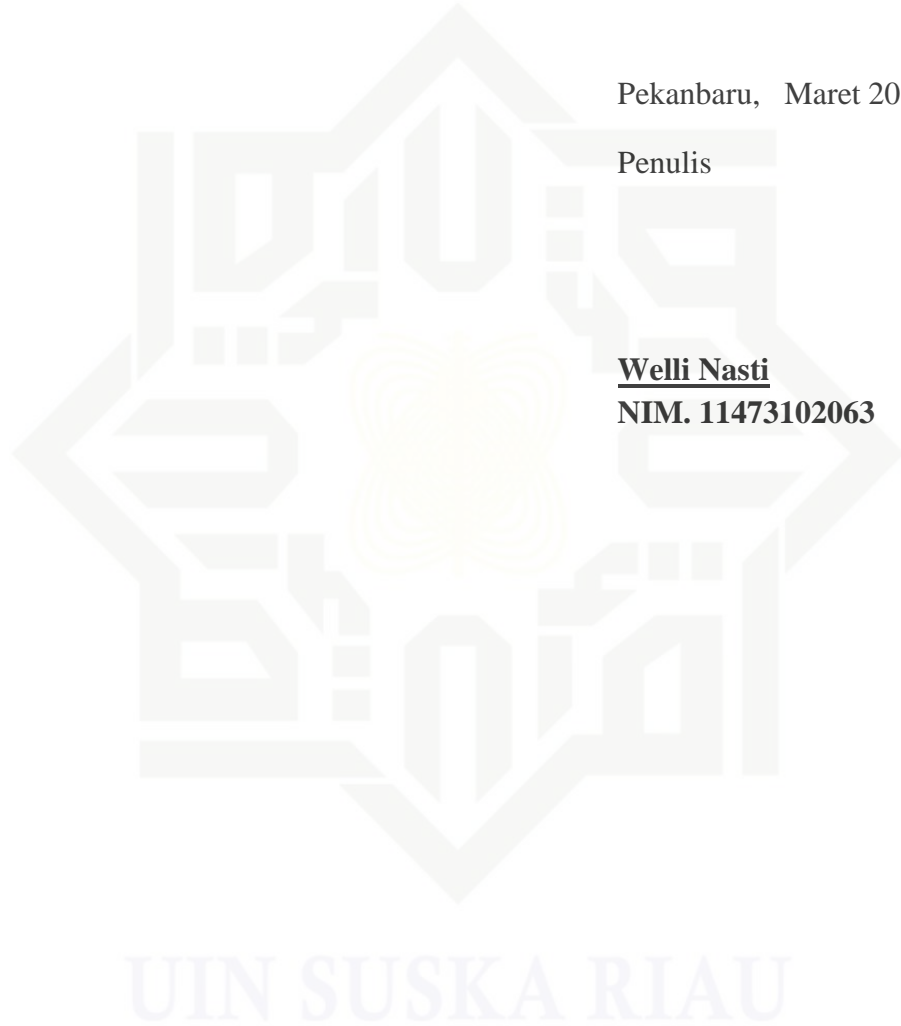 Pekanbaru, Maret 20
Penulis
Welli Nasti
NIM. 11473102063
UIN SUSKA RIAU